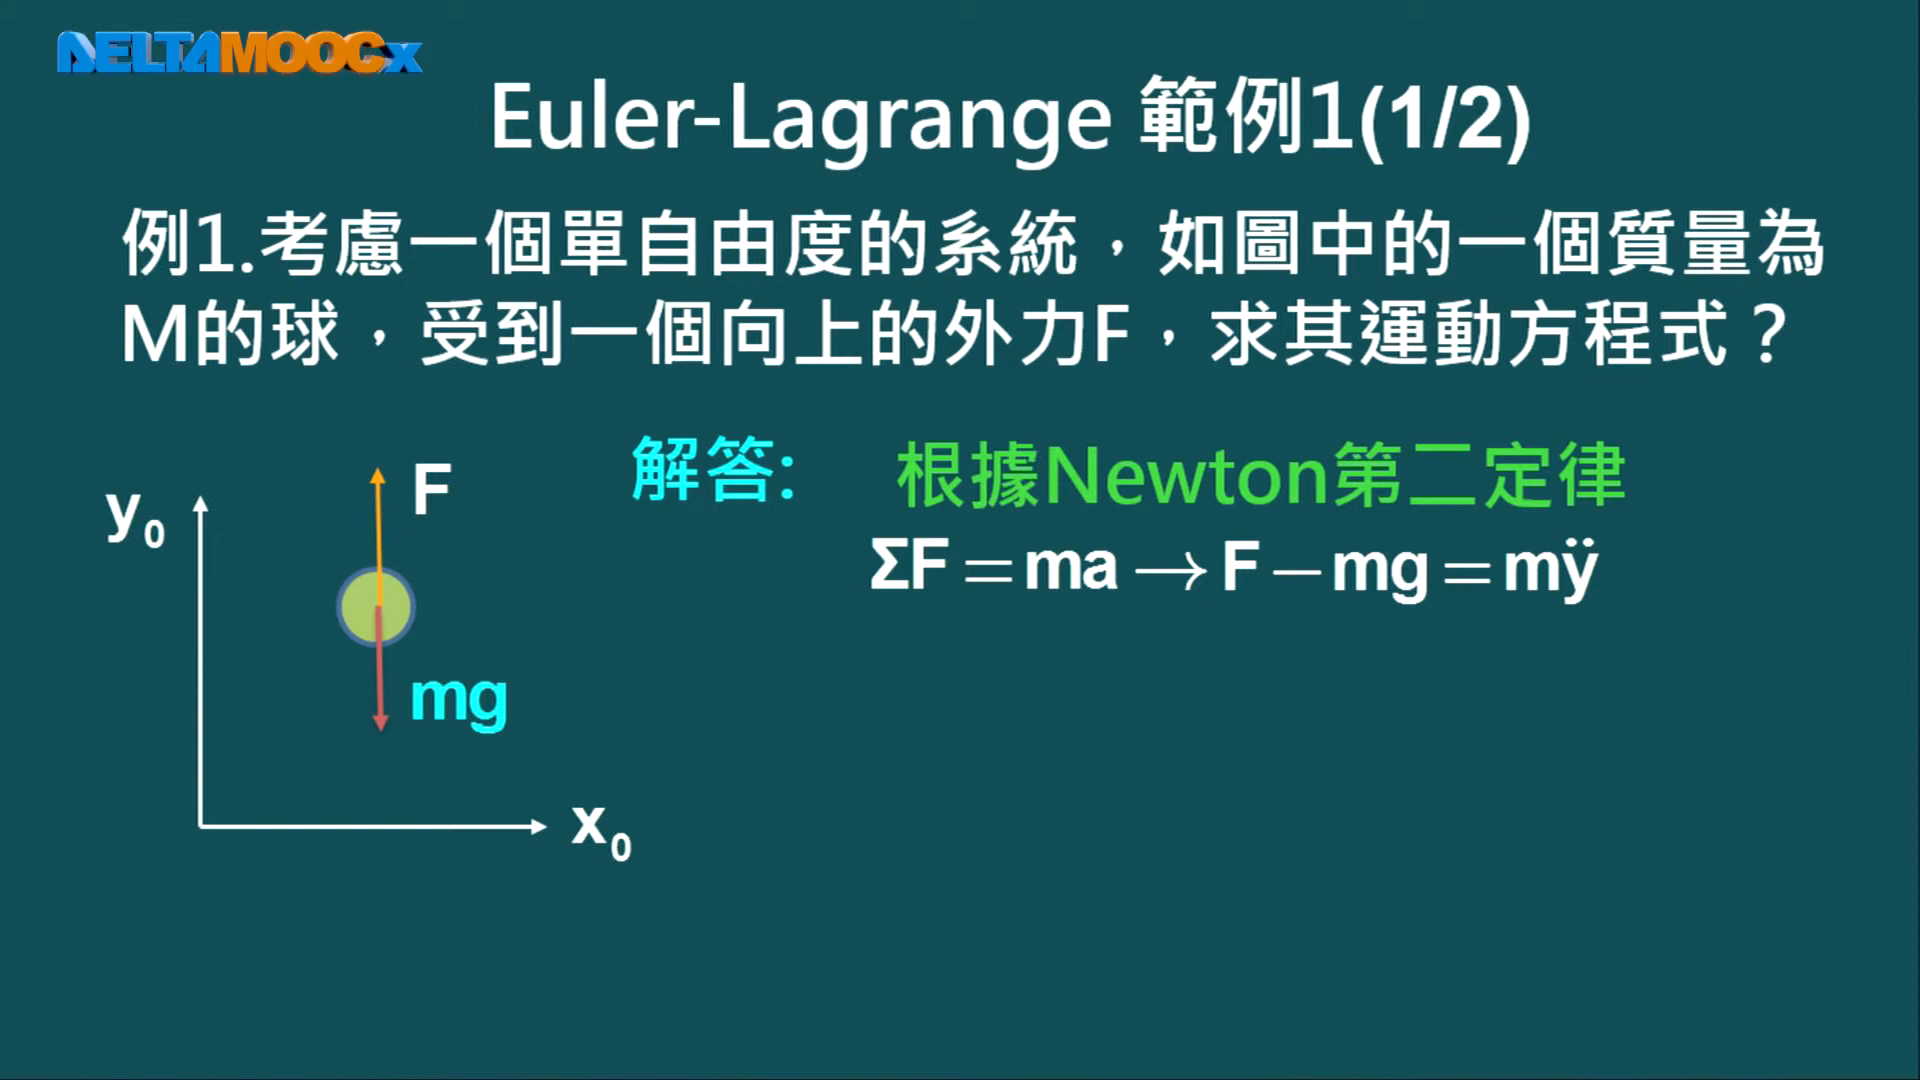 DELTAMOOCx
Euler-Lagrange 範例1(1/2)
例1.考慮一個單自由度的系統，如圖中的一個質量為
M的球，受到一個向上的外力F，求其運動方程式？
解答: 根據Newton第二定律
ΣF=ma→F−mg=mÿ
y₀
F
mg
x₀